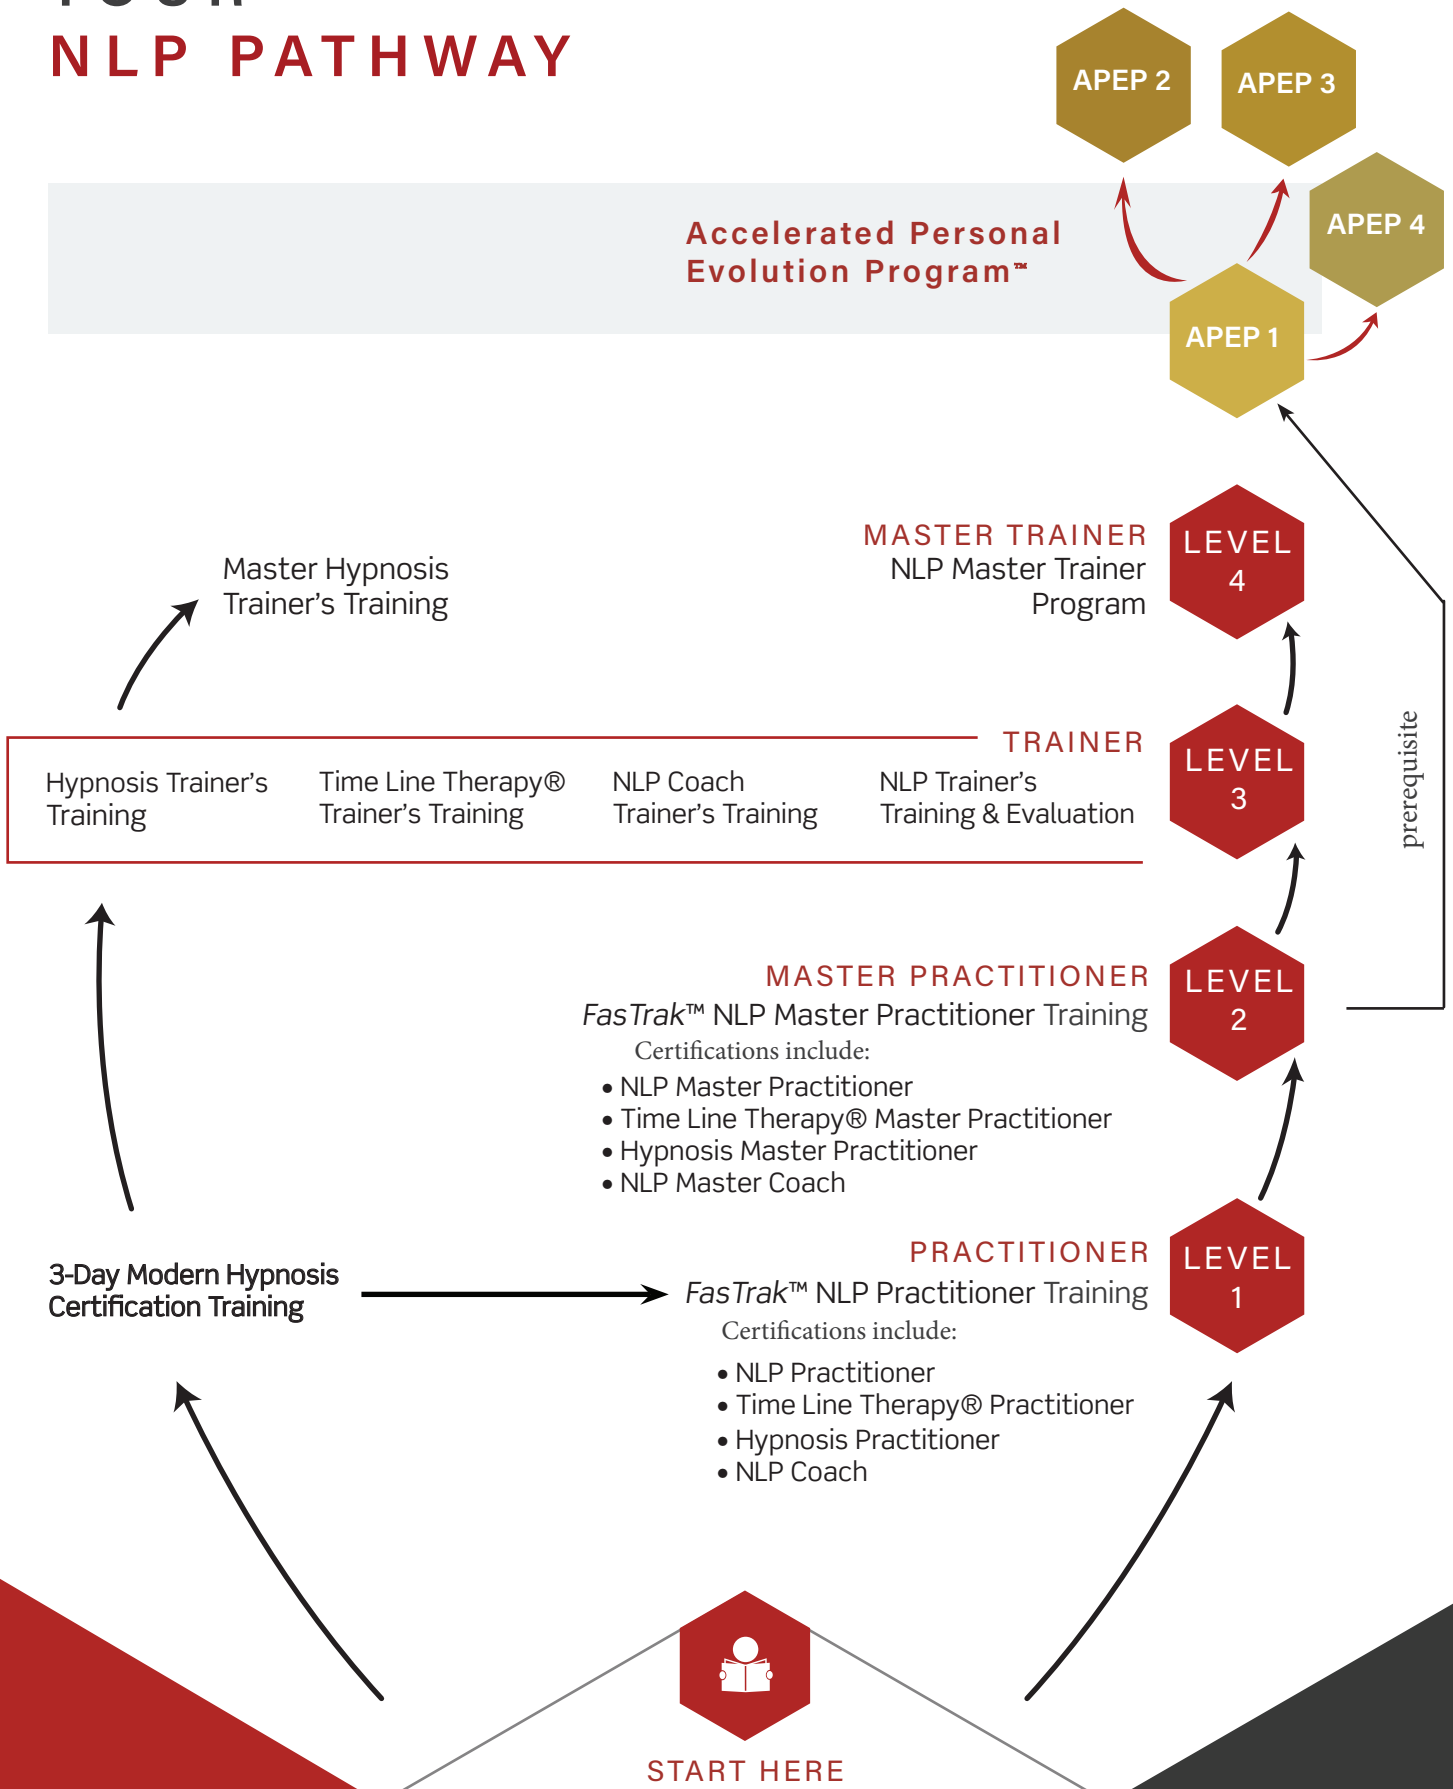 NLP PATHWAY
APEP 2
APEP 3
APEP 4
Accelerated Personal
Evolution Program™
APEP 1
MASTER TRAINER
NLP Master Trainer
Program
LEVEL
4
Master Hypnosis
Trainer's Training
TRAINER
LEVEL
3
Hypnosis Trainer's
Training
Time Line Therapy®
Trainer's Training
NLP Coach
Trainer's Training
NLP Trainer's
Training & Evaluation
prerequisite
MASTER PRACTITIONER
FasTrak™ NLP Master Practitioner Training
Certifications include:
• NLP Master Practitioner
• Time Line Therapy® Master Practitioner
• Hypnosis Master Practitioner
• NLP Master Coach
LEVEL
2
PRACTITIONER
FasTrak™ NLP Practitioner Training
Certifications include:
• NLP Practitioner
• Time Line Therapy® Practitioner
• Hypnosis Practitioner
• NLP Coach
LEVEL
1
3-Day Modern Hypnosis
Certification Training
START HERE